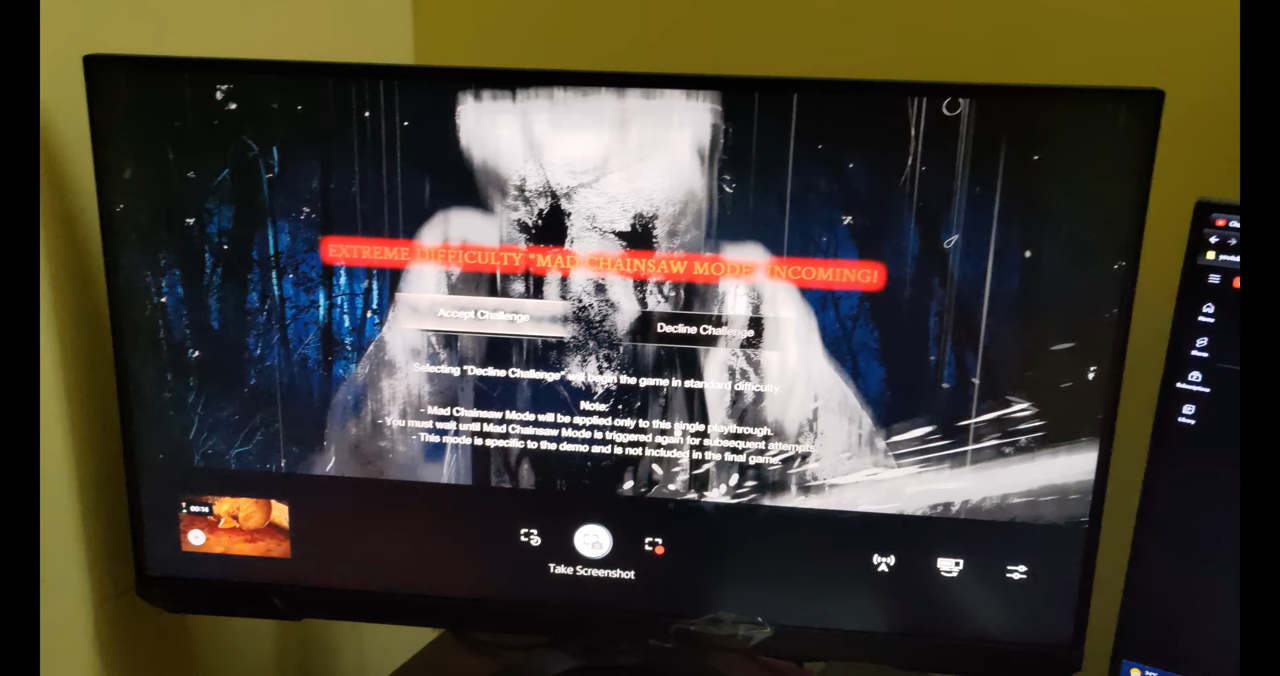 EXTREME DIFFICULTY "MAD CHAINSAW MODE" INCOMING!
Accept Challenge
Decline Challenge
Selecting "Decline Challenge" will begin the game in standard difficulty.
Note:
- Mad Chainsaw Mode will be applied only to this single playthrough.
- You must wait until Mad Chainsaw Mode is triggered again for subsequent attempts.
- This mode is specific to the demo and is not included in the final game.
00:14
Take Screenshot
Home